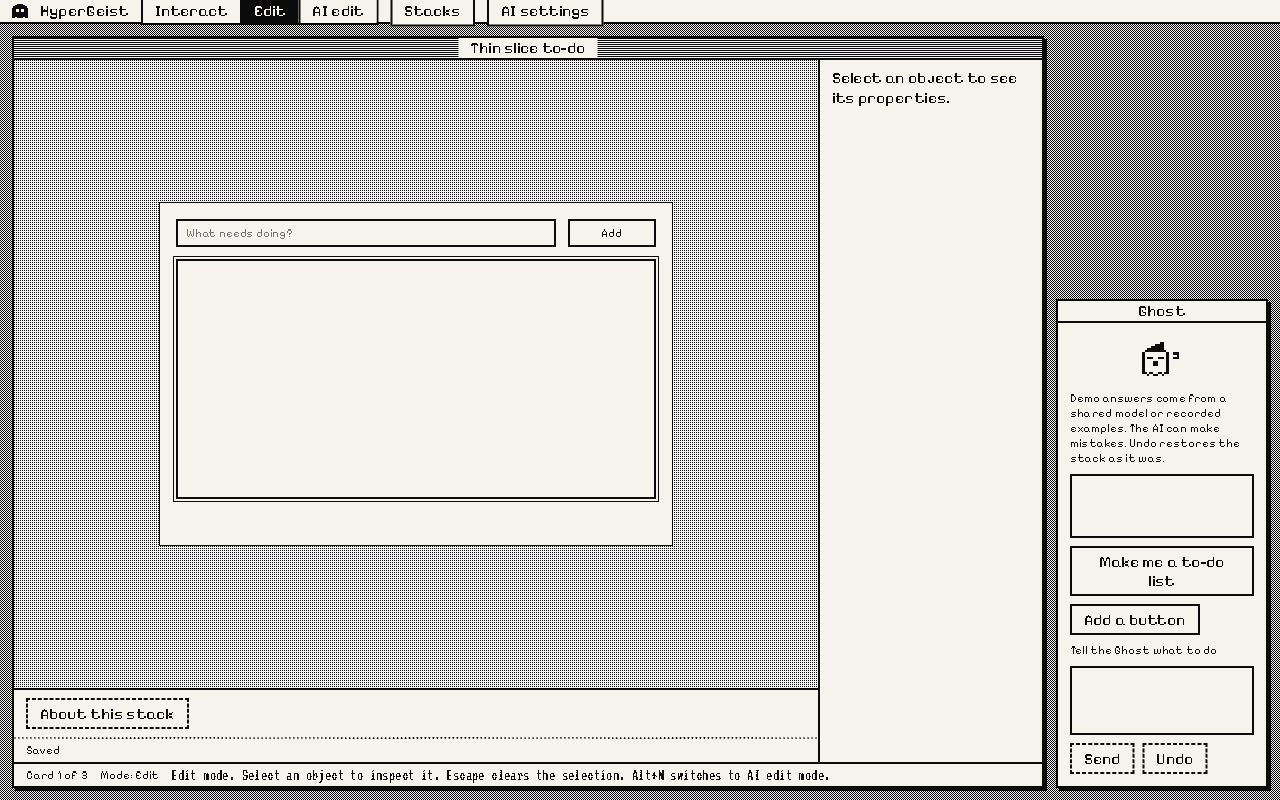 HyperGeist Interact Edit AI edit Stacks AI settings
Thin slice to-do
Select an object to see
its properties.
What needs doing?
Add
About this stack
Saved
Card 1 of 3 Mode: Edit Edit mode. Select an object to inspect it. Escape clears the selection. Alt+M switches to AI edit mode.
Ghost
Demo answers come from a
shared model or recorded
examples. The AI can make
mistakes. Undo restores the
stack as it was.
Make me a to-do
list
Add a button
Tell the Ghost what to do
Send Undo